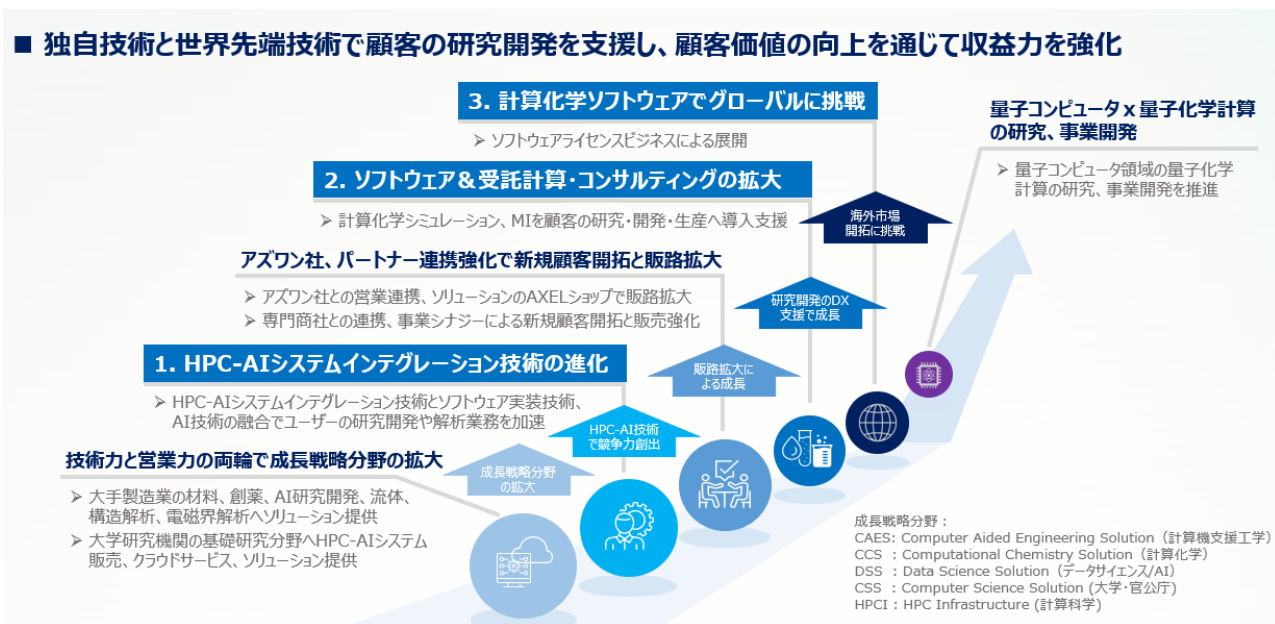 ■ 独自技術と世界先端技術で顧客の研究開発を支援し、顧客価値の向上を通じて収益力を強化
3. 計算化学ソフトウェアでグローバルに挑戦
➢ ソフトウェアライセンスビジネスによる展開
量子コンピュータx量子化学計算
の研究、事業開発
➢ 量子コンピュータ領域の量子化学
計算の研究、事業開発を推進
2. ソフトウェア&受託計算・コンサルティングの拡大
➢ 計算化学シミュレーション、MIを顧客の研究・開発・生産へ導入支援
海外市場
開拓に挑戦
アズワン社、パートナー連携強化で新規顧客開拓と販路拡大
➢ アズワン社との営業連携、ソリューションのAXELショップで販路拡大
➢ 専門商社との連携、事業シナジーによる新規顧客開拓と販売強化
研究開発のDX
支援で成長
1. HPC-AIシステムインテグレーション技術の進化
➢ HPC-AIシステムインテグレーション技術とソフトウェア実装技術、
AI技術の融合でユーザーの研究開発や解析業務を加速
販路拡大に
よる成長
HPC-AI技術
で競争力創出
技術力と営業力の両輪で成長戦略分野の拡大
➢ 大手製造業の材料、創薬、AI研究開発、流体、
構造解析、電磁界解析へソリューション提供
➢ 大学研究機関の基礎研究分野へHPC-AIシステム
販売、クラウドサービス、ソリューション提供
成長戦略分野
の拡大
成長戦略分野:
CAES: Computer Aided Engineering Solution(計算機支援工学)
CCS : Computational Chemistry Solution(計算化学)
DSS : Data Science Solution(データサイエンス/AI)
CSS : Computer Science Solution (大学・官公庁)
HPCI : HPC Infrastructure (計算科学)